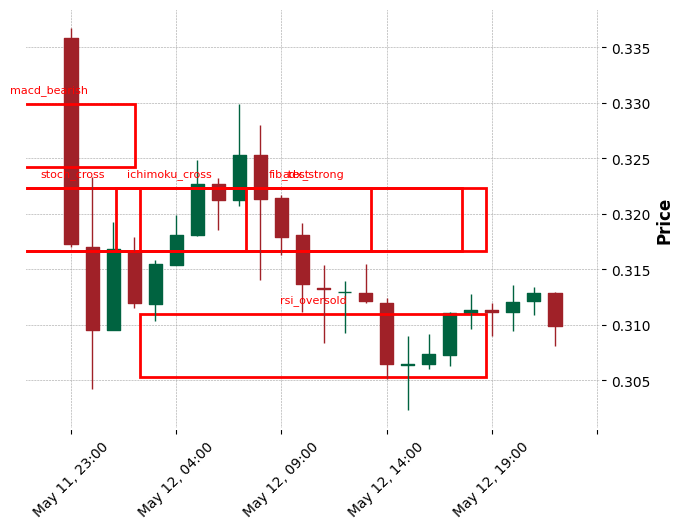 0.335
macd_bearish
0.330
0.325
stoch_cross ichimoku_cross fib_test adx_strong
0.320
0.315
rsi_oversold
0.310
0.305
Price
May 11, 23:00
May 12, 04:00
May 12, 09:00
May 12, 14:00
May 12, 19:00